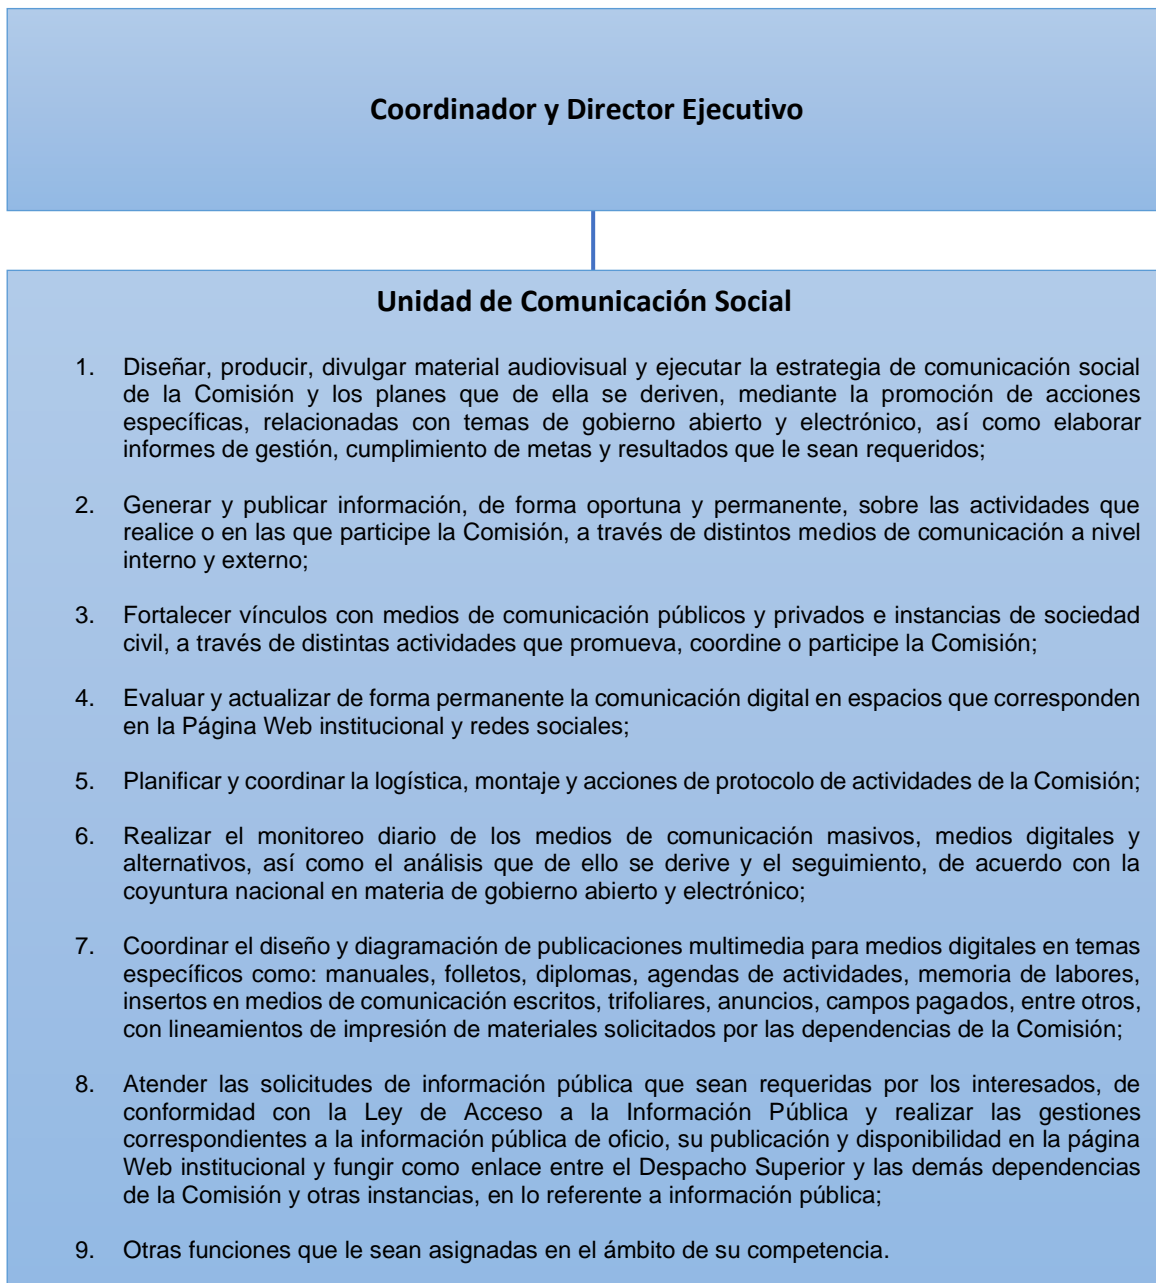 Coordinador y Director Ejecutivo
Unidad de Comunicación Social
1. Diseñar, producir, divulgar material audiovisual y ejecutar la estrategia de comunicación social
de la Comisión y los planes que de ella se deriven, mediante la promoción de acciones
específicas, relacionadas con temas de gobierno abierto y electrónico, así como elaborar
informes de gestión, cumplimiento de metas y resultados que le sean requeridos;
2. Generar y publicar información, de forma oportuna y permanente, sobre las actividades que
realice o en las que participe la Comisión, a través de distintos medios de comunicación a nivel
interno y externo;
3. Fortalecer vínculos con medios de comunicación públicos y privados e instancias de sociedad
civil, a través de distintas actividades que promueva, coordine o participe la Comisión;
4. Evaluar y actualizar de forma permanente la comunicación digital en espacios que corresponden
en la Página Web institucional y redes sociales;
5. Planificar y coordinar la logística, montaje y acciones de protocolo de actividades de la Comisión;
6. Realizar el monitoreo diario de los medios de comunicación masivos, medios digitales y
alternativos, así como el análisis que de ello se derive y el seguimiento, de acuerdo con la
coyuntura nacional en materia de gobierno abierto y electrónico;
7. Coordinar el diseño y diagramación de publicaciones multimedia para medios digitales en temas
específicos como: manuales, folletos, diplomas, agendas de actividades, memoria de labores,
insertos en medios de comunicación escritos, trifoliares, anuncios, campos pagados, entre otros,
con lineamientos de impresión de materiales solicitados por las dependencias de la Comisión;
8. Atender las solicitudes de información pública que sean requeridas por los interesados, de
conformidad con la Ley de Acceso a la Información Pública y realizar las gestiones
correspondientes a la información pública de oficio, su publicación y disponibilidad en la página
Web institucional y fungir como enlace entre el Despacho Superior y las demás dependencias
de la Comisión y otras instancias, en lo referente a información pública;
9. Otras funciones que le sean asignadas en el ámbito de su competencia.